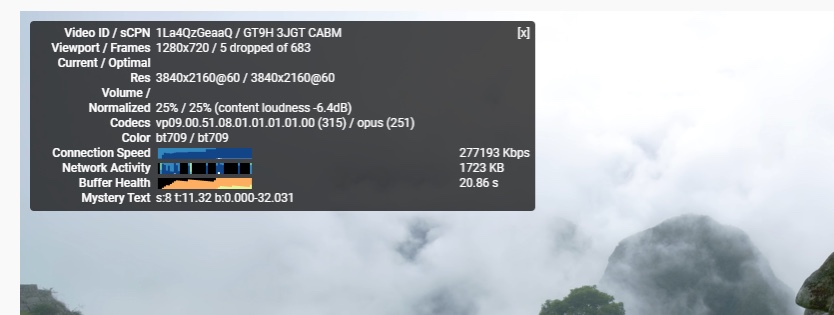 Video ID / sCPN 1La4QzGeaaQ / GT9H 3JGT CABM [x]
Viewport / Frames 1280x720 / 5 dropped of 683
Current / Optimal
Res 3840x2160@60 / 3840x2160@60
Volume /
Normalized 25% / 25% (content loudness -6.4dB)
Codecs vp09.00.51.08.01.01.01.01.00 (315) / opus (251)
Color bt709 / bt709
Connection Speed 277193 Kbps
Network Activity 1723 KB
Buffer Health 20.86 s
Mystery Text s:8 t:11.32 b:0.000-32.031